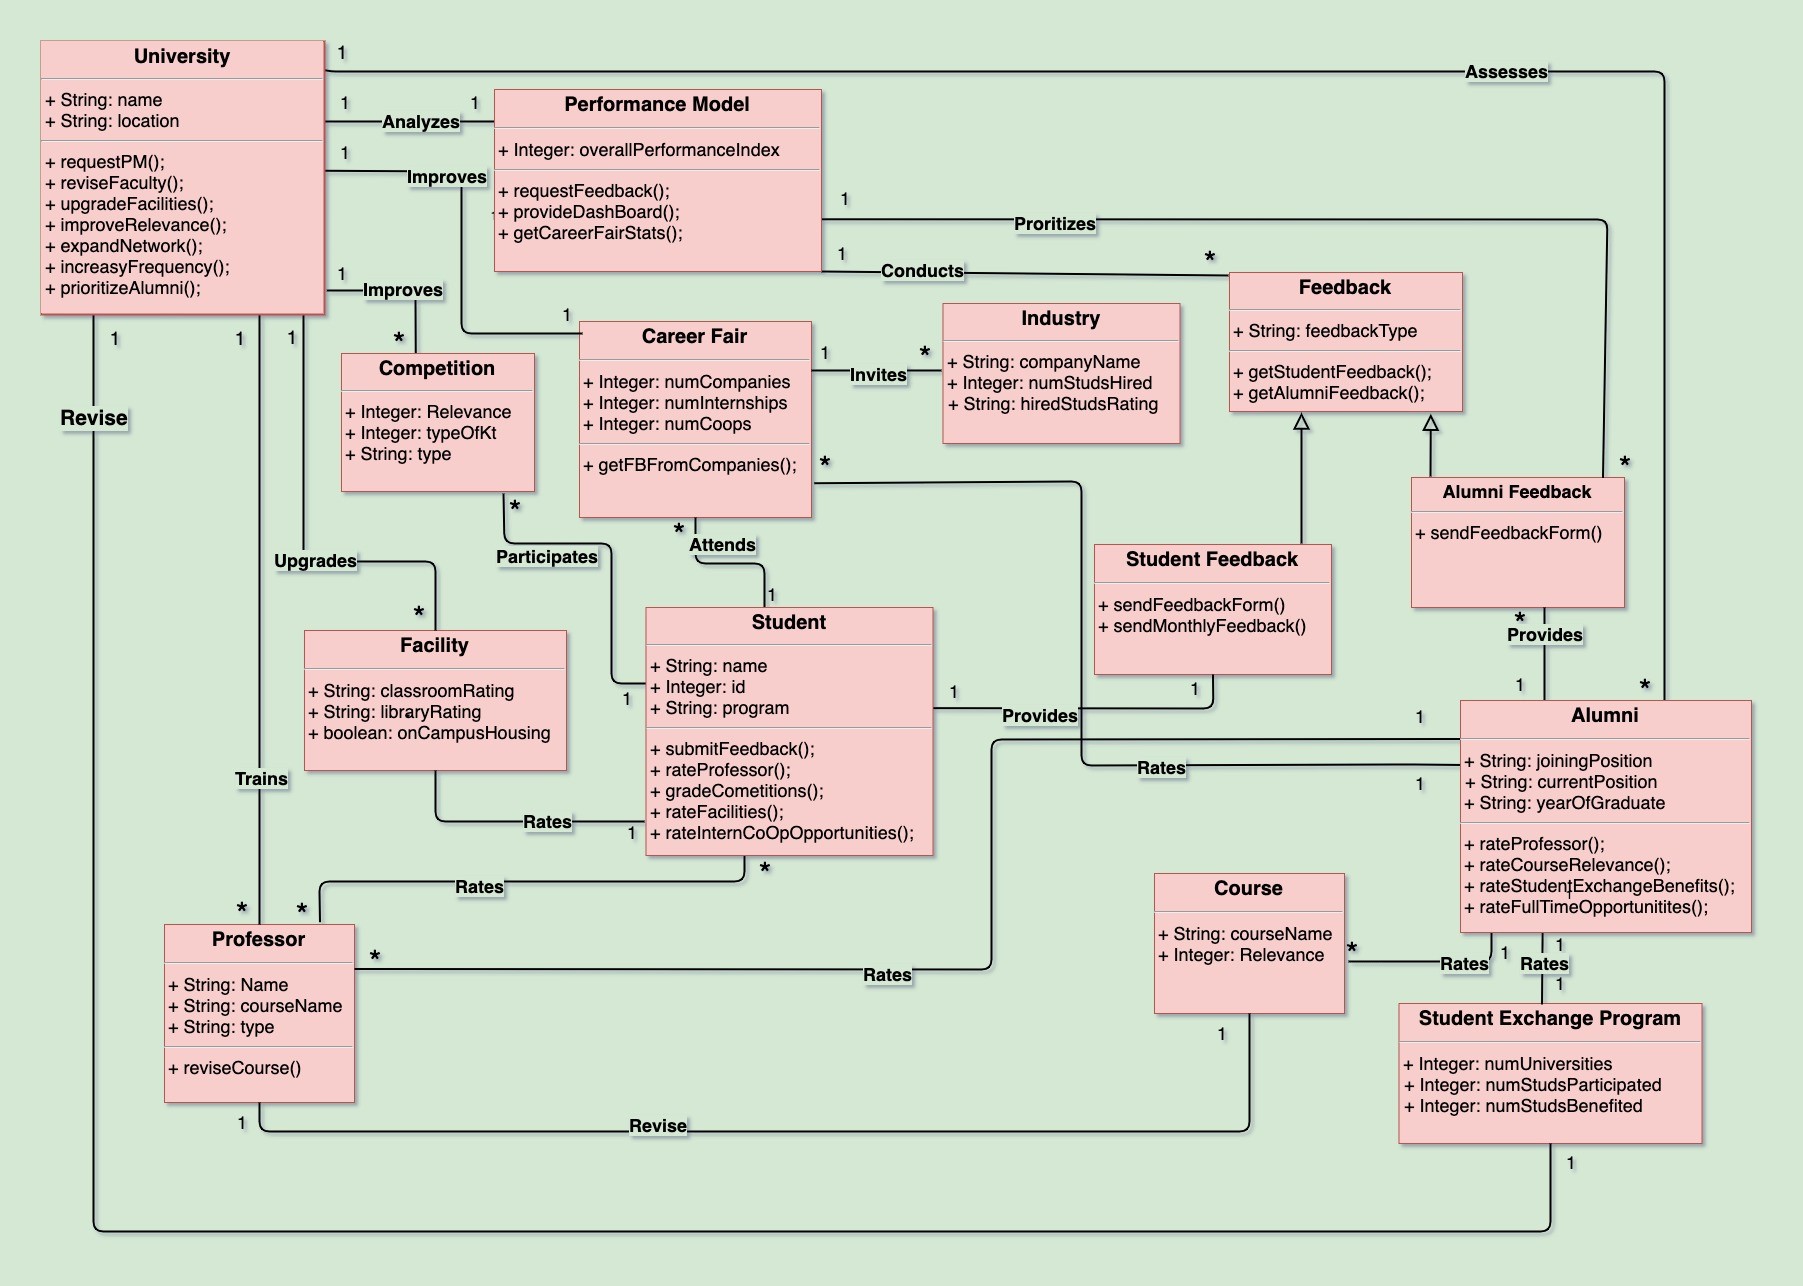 University
+ String: name
+ String: location
+ requestPM();
+ reviseFaculty();
+ upgradeFacilities();
+ improveRelevance();
+ expandNetwork();
+ increasyFrequency();
+ prioritizeAlumni();
1
Assesses
1
Analyzes
1
1
Improves
1
Improves
*
1
1
1
1
Performance Model
+ Integer: overallPerformanceIndex
+ requestFeedback();
+ provideDashBoard();
+ getCareerFairStats();
1
Proritizes
1
Conducts
*
Feedback
+ String: feedbackType
+ getStudentFeedback();
+ getAlumniFeedback();
Competition
+ Integer: Relevance
+ Integer: typeOfKt
+ String: type
Career Fair
+ Integer: numCompanies
+ Integer: numInternships
+ Integer: numCoops
+ getFBFromCompanies();
1
Invites
*
Industry
+ String: companyName
+ Integer: numStudsHired
+ String: hiredStudsRating
Revise
*
*
Alumni Feedback
+ sendFeedbackForm()
*
Participates
*
Attends
1
Upgrades
*
Student Feedback
+ sendFeedbackForm()
+ sendMonthlyFeedback()
*
Provides
1
*
Facility
+ String: classroomRating
+ String: libraryRating
+ boolean: onCampusHousing
1
Student
+ String: name
+ Integer: id
+ String: program
+ submitFeedback();
+ rateProfessor();
+ gradeCometitions();
+ rateFacilities();
+ rateInternCoOpOpportunities();
1
Provides
1
1
Rates
1
Alumni
+ String: joiningPosition
+ String: currentPosition
+ String: yearOfGraduate
+ rateProfessor();
+ rateCourseRelevance();
+ rateStudentExchangeBenefits();
+ rateFullTimeOpportunitites();
Trains
Rates
1
*
Rates
*
*
Professor
+ String: Name
+ String: courseName
+ String: type
+ reviseCourse()
*
Rates
Course
+ String: courseName
+ Integer: Relevance
*
Rates
1
1
Rates
1
Student Exchange Program
+ Integer: numUniversities
+ Integer: numStudsParticipated
+ Integer: numStudsBenefited
1
1
Revise
1